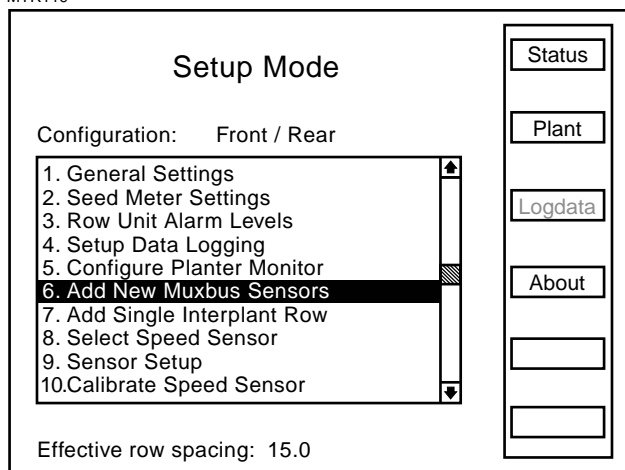 Setup Mode
Configuration: Front / Rear
1. General Settings
2. Seed Meter Settings
3. Row Unit Alarm Levels
4. Setup Data Logging
5. Configure Planter Monitor
6. Add New Muxbus Sensors
7. Add Single Interplant Row
8. Select Speed Sensor
9. Sensor Setup
10.Calibrate Speed Sensor
Effective row spacing: 15.0
Status
Plant
Logdata
About